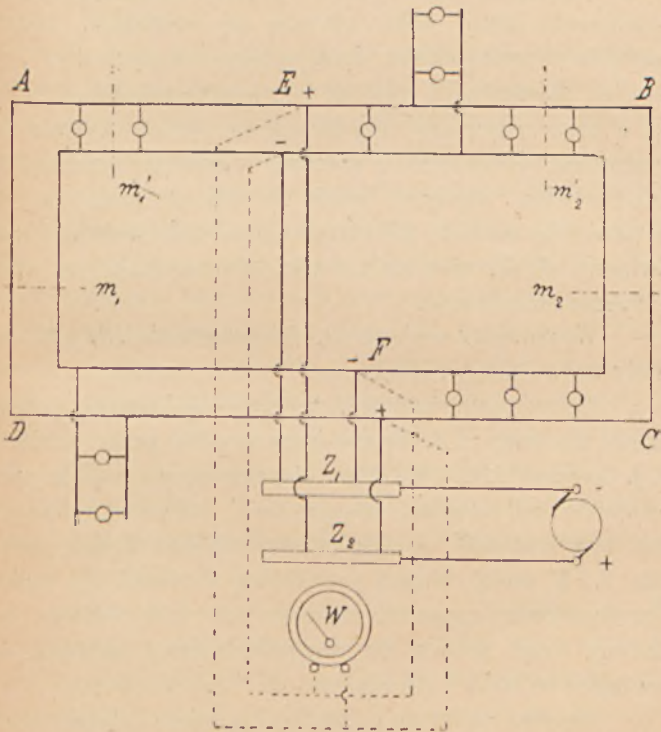 A E + B
-
m₁' m₂'
m₁ m₂
- F
D + C
Z₁ -
Z₂ +
W